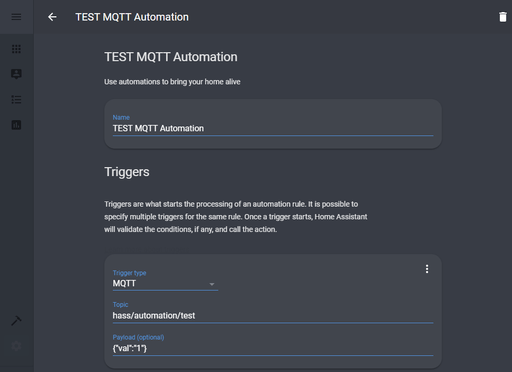 TEST MQTT Automation
TEST MQTT Automation
Use automations to bring your home alive
Name
TEST MQTT Automation
Triggers
Triggers are what starts the processing of an automation rule. It is possible to
specify multiple triggers for the same rule. Once a trigger starts, Home Assistant
will validate the conditions, if any, and call the action.
Trigger type
MQTT
Topic
hass/automation/test
Payload (optional)
{"val":"1"}